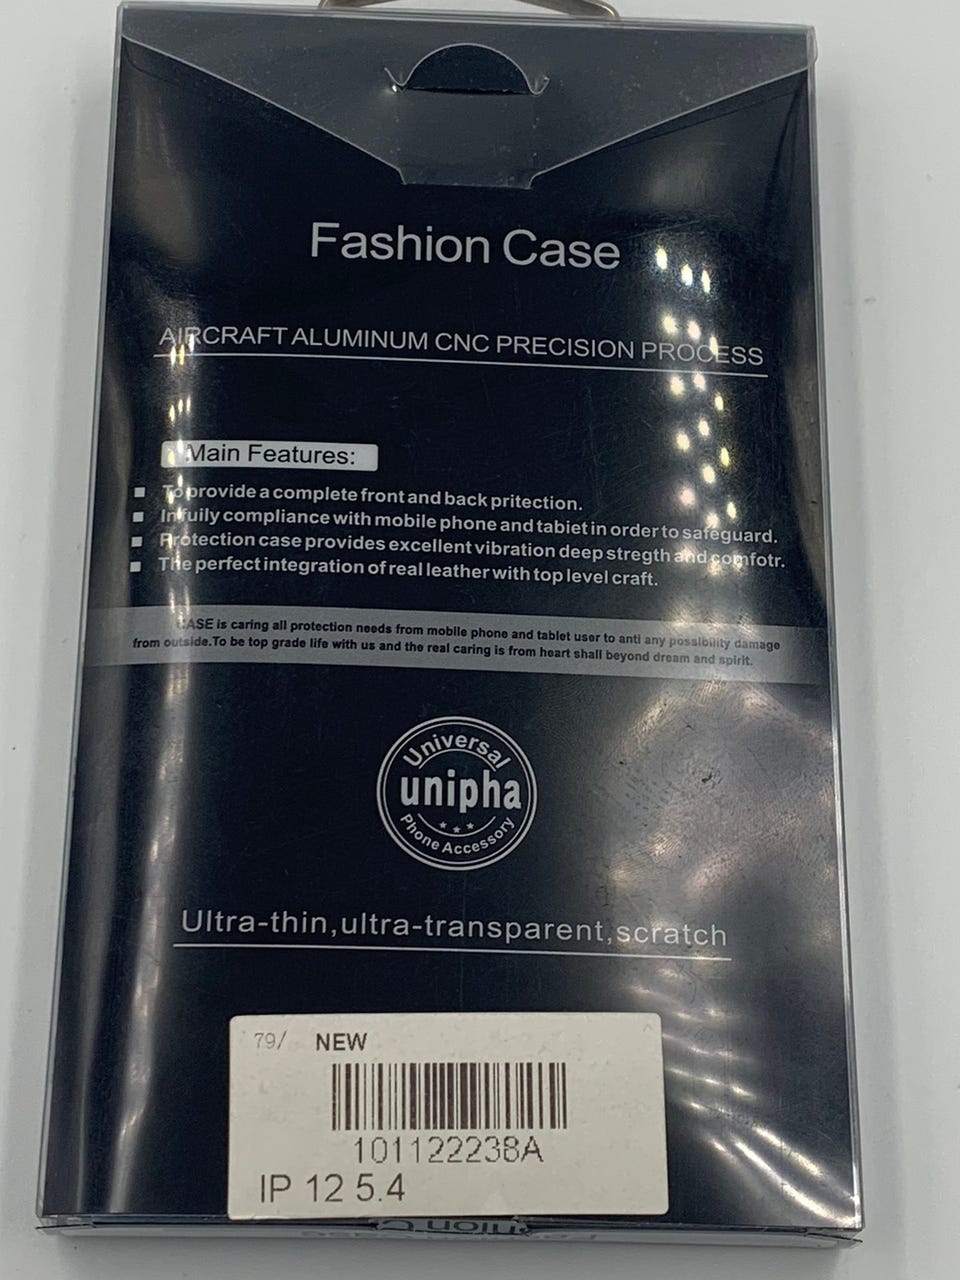 Fashion Case
AIRCRAFT ALUMINUM CNC PRECISION PROCESS
Main Features:
To provide a complete front and back pritection.
In fuily compliance with mobile phone and tabiet in order to safeguard.
Protection case provides excellent vibration deep stregth and comfotr.
The perfect integration of real leather with top level craft.
CASE is caring all protection needs from mobile phone and tablet user to anti any possibility damage
from outside.To be top grade life with us and the real caring is from heart shall beyond dream and spirit.
Universal
unipha
Phone Accessory
Ultra-thin,ultra-transparent,scratch
79/ NEW
101122238A
IP 12 5.4